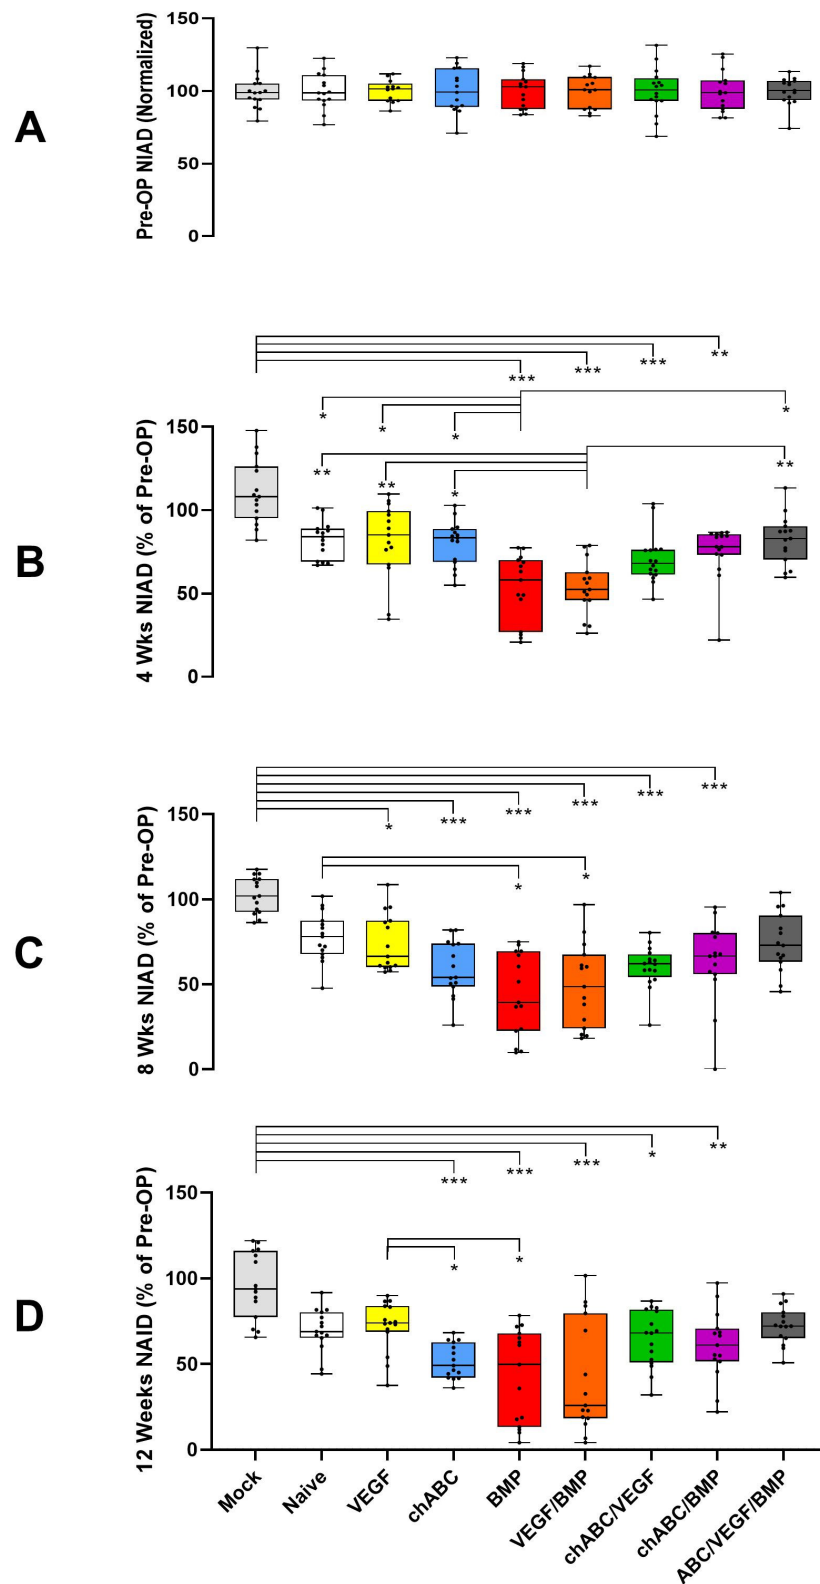 A
Pre-OP NIAD (Normalized)
150
100
50
0
B
4 Wks NIAD (% of Pre-OP)
** 
***
***
***
*
*
*
*
**
**
*
**
150
100
50
0
C
8 Wks NIAD (% of Pre-OP)
***
***
***
***
***
*
*
*
150
100
50
0
D
12 Weeks NAID (% of Pre-OP)
**
*
***
***
***
*
*
150
100
50
0
Mock
Naive
VEGF
chABC
BMP
VEGF/BMP
chABC/VEGF
chABC/BMP
ABC/VEGF/BMP